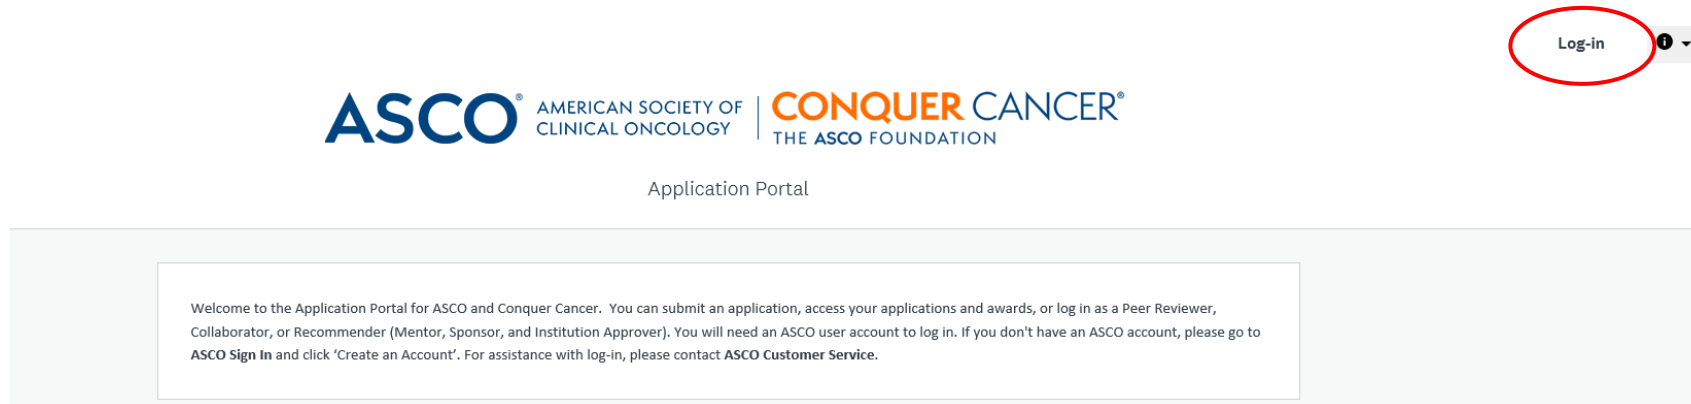 Log-in
ASCO® AMERICAN SOCIETY OF
CLINICAL ONCOLOGY
CONQUER CANCER®
THE ASCO FOUNDATION
Application Portal
Welcome to the Application Portal for ASCO and Conquer Cancer.  You can submit an application, access your applications and awards, or log in as a Peer Reviewer,
Collaborator, or Recommender (Mentor, Sponsor, and Institution Approver). You will need an ASCO user account to log in. If you don't have an ASCO account, please go to
ASCO Sign In and click ‘Create an Account’. For assistance with log-in, please contact ASCO Customer Service.